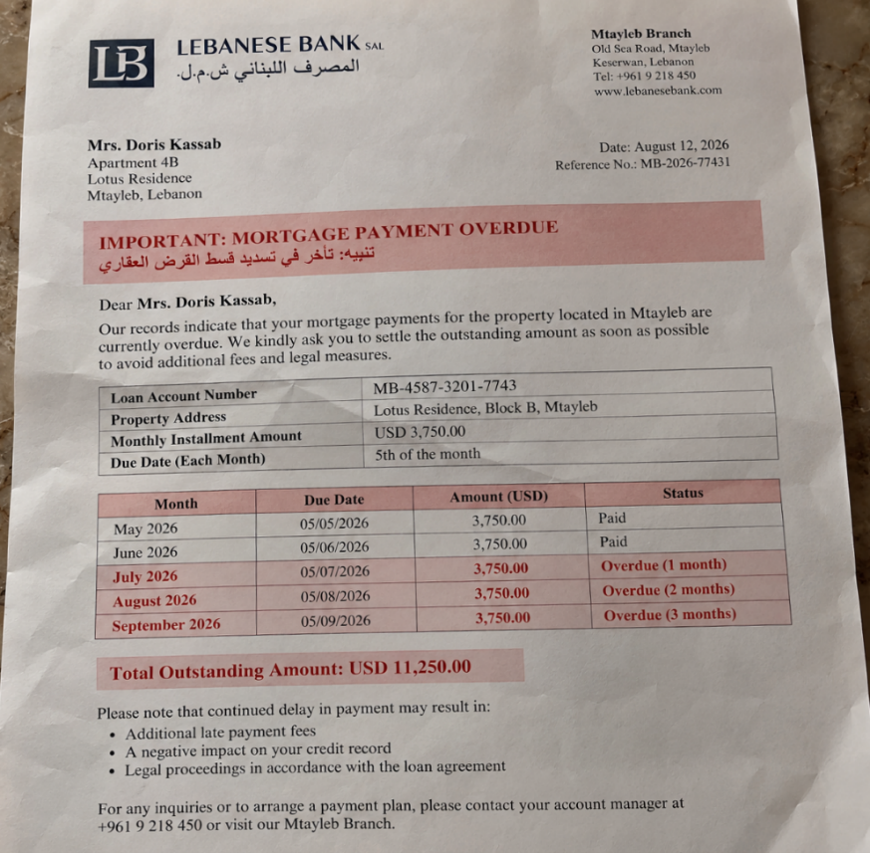 LB
LEBANESE BANK SAL
المصرف اللبناني ش.م.ل.
Mtayleb Branch
Old Sea Road, Mtayleb
Keserwan, Lebanon
Tel: +961 9 218 450
www.lebanesebank.com
Mrs. Doris Kassab
Apartment 4B
Lotus Residence
Mtayleb, Lebanon
Date: August 12, 2026
Reference No.: MB-2026-77431
IMPORTANT: MORTGAGE PAYMENT OVERDUE
تنبيه: تأخر في تسديد قسط القرض العقاري
Dear Mrs. Doris Kassab,
Our records indicate that your mortgage payments for the property located in Mtayleb are
currently overdue. We kindly ask you to settle the outstanding amount as soon as possible
to avoid additional fees and legal measures.
Loan Account Number MB-4587-3201-7743
Property Address Lotus Residence, Block B, Mtayleb
Monthly Installment Amount USD 3,750.00
Due Date (Each Month) 5th of the month
Month Due Date Amount (USD) Status
May 2026 05/05/2026 3,750.00 Paid
June 2026 05/06/2026 3,750.00 Paid
July 2026 05/07/2026 3,750.00 Overdue (1 month)
August 2026 05/08/2026 3,750.00 Overdue (2 months)
September 2026 05/09/2026 3,750.00 Overdue (3 months)
Total Outstanding Amount: USD 11,250.00
Please note that continued delay in payment may result in:
• Additional late payment fees
• A negative impact on your credit record
• Legal proceedings in accordance with the loan agreement
For any inquiries or to arrange a payment plan, please contact your account manager at
+961 9 218 450 or visit our Mtayleb Branch.